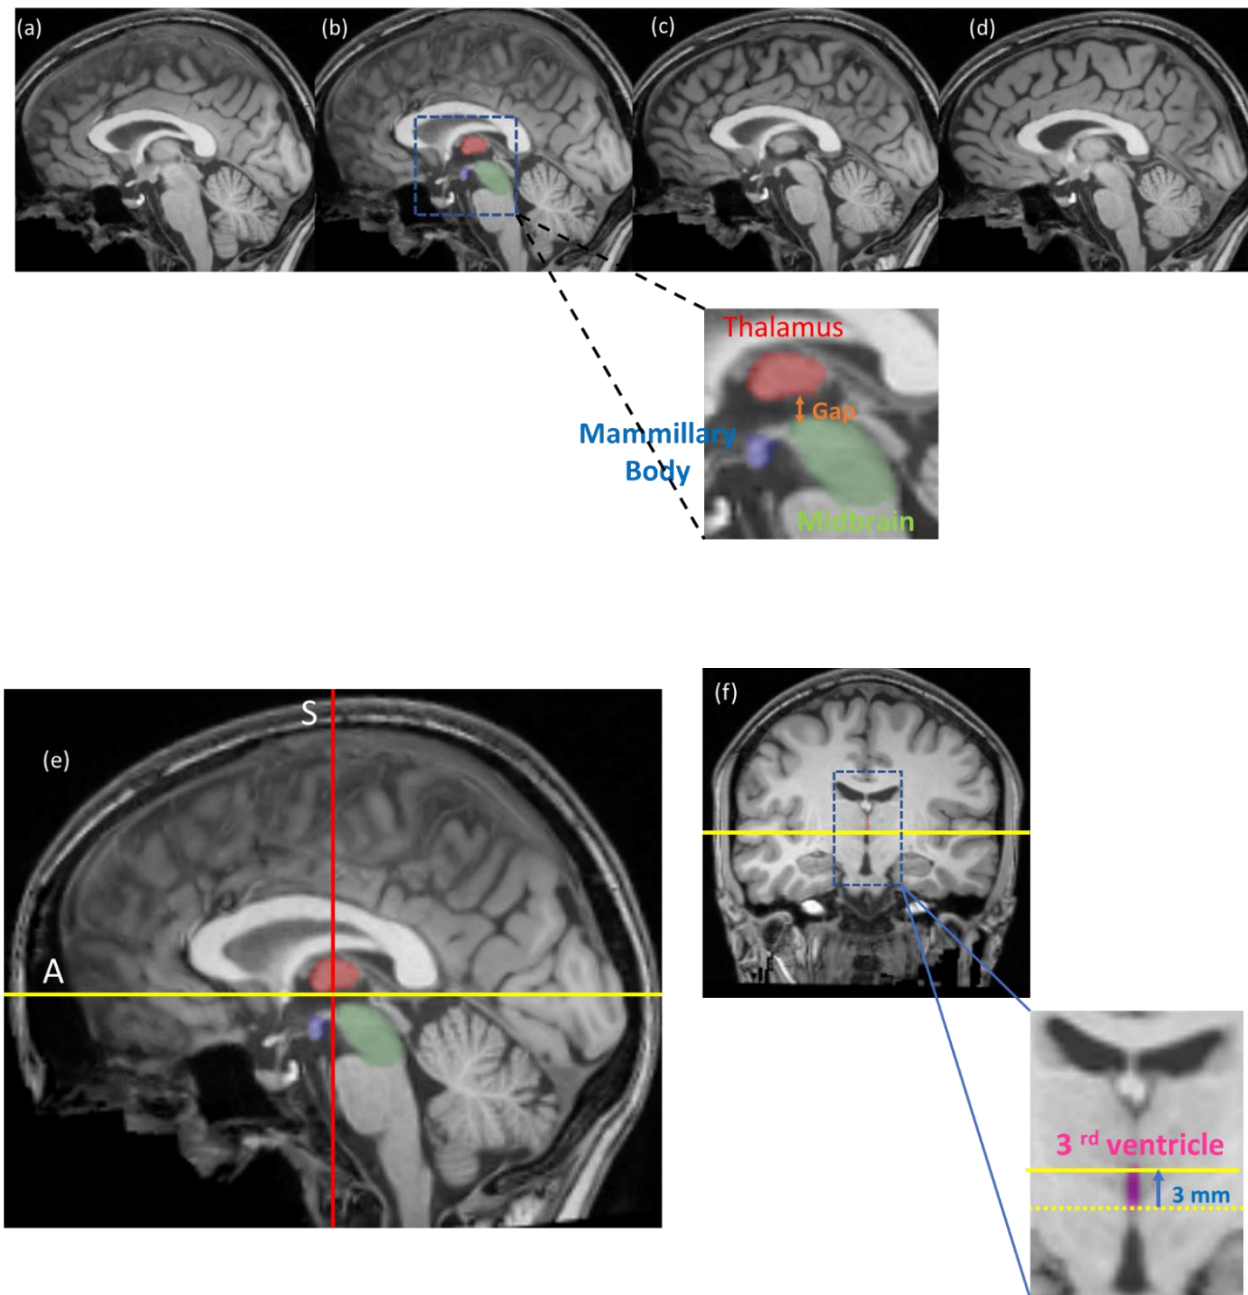 (a)
(b)
(c)
(d)
Thalamus
Gap
Mammillary
Body
Midbrain
S
(e)
A
(f)
3 rd ventricle
3 mm